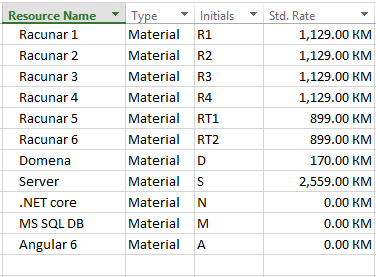 Resource Name Type Initials Std. Rate
Racunar 1 Material R1 1,129.00 KM
Racunar 2 Material R2 1,129.00 KM
Racunar 3 Material R3 1,129.00 KM
Racunar 4 Material R4 1,129.00 KM
Racunar 5 Material RT1 899.00 KM
Racunar 6 Material RT2 899.00 KM
Domena Material D 170.00 KM
Server Material S 2,559.00 KM
.NET core Material N 0.00 KM
MS SQL DB Material M 0.00 KM
Angular 6 Material A 0.00 KM